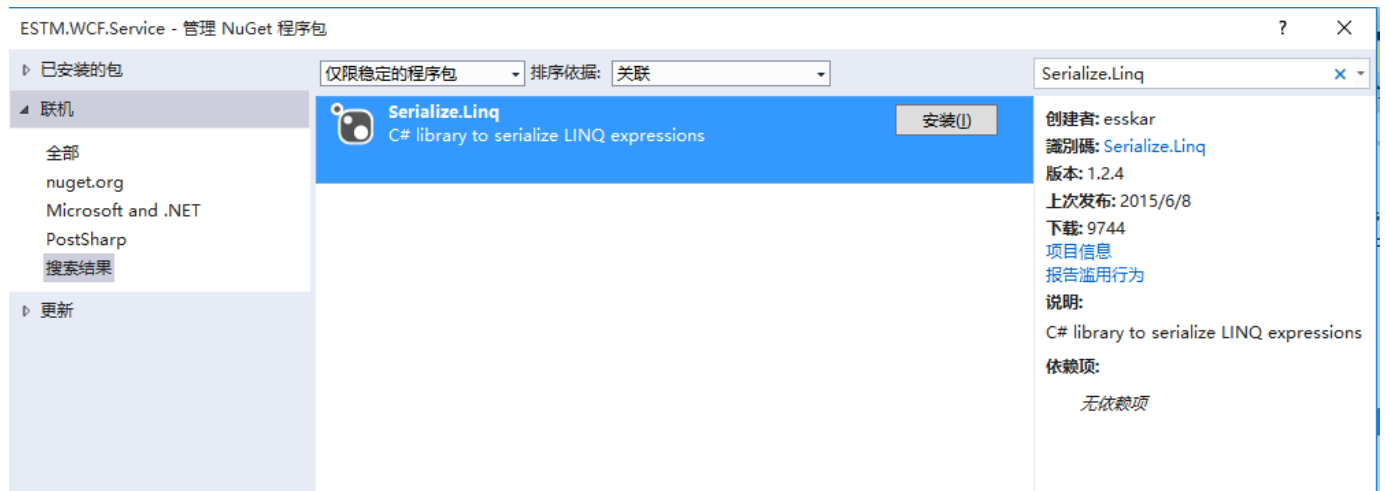 ESTM.WCF.Service - 管理 NuGet 程序包
? ×
已安装的包
联机
全部
nuget.org
Microsoft and .NET
PostSharp
搜索结果
更新
仅限稳定的程序包 排序依据: 关联
Serialize.Linq
C# library to serialize LINQ expressions
安装(I)
Serialize.Linq
创建者: esskar
識別碼: Serialize.Linq
版本: 1.2.4
上次发布: 2015/6/8
下载: 9744
项目信息
报告滥用行为
说明:
C# library to serialize LINQ expressions
依赖项:
无依赖项